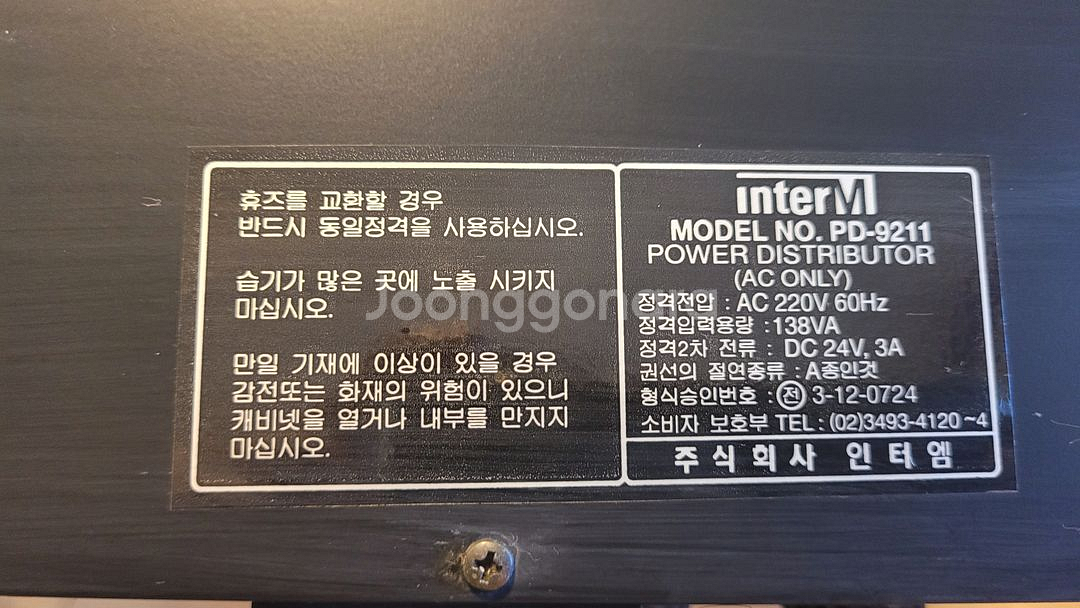 휴즈를 교환할 경우
반드시 동일정격을 사용하십시오.
습기가 많은 곳에 노출 시키지
마십시오.
만일 기재에 이상이 있을 경우
감전또는 화재의 위험이 있으니
캐비넷을 열거나 내부를 만지지
마십시오.
interM
MODEL NO. PD-9211
POWER DISTRIBUTOR
(AC ONLY)
정격전압 : AC 220V 60Hz
정격입력용량 : 138VA
정격2차 전류 : DC 24V, 3A
권선의 절연종류 : A종인것
형식승인번호 : 전 3-12-0724
소비자 보호부 TEL : (02)3493-4120~4
주식회사 인터엠
Joonggonara